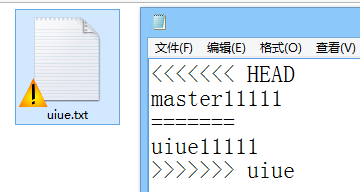 uiue.txt
文件(F) 编辑(E) 格式(O) 查看(V)
<<<<<<< HEAD
master11111
=======
uiue11111
>>>>>>> uiue